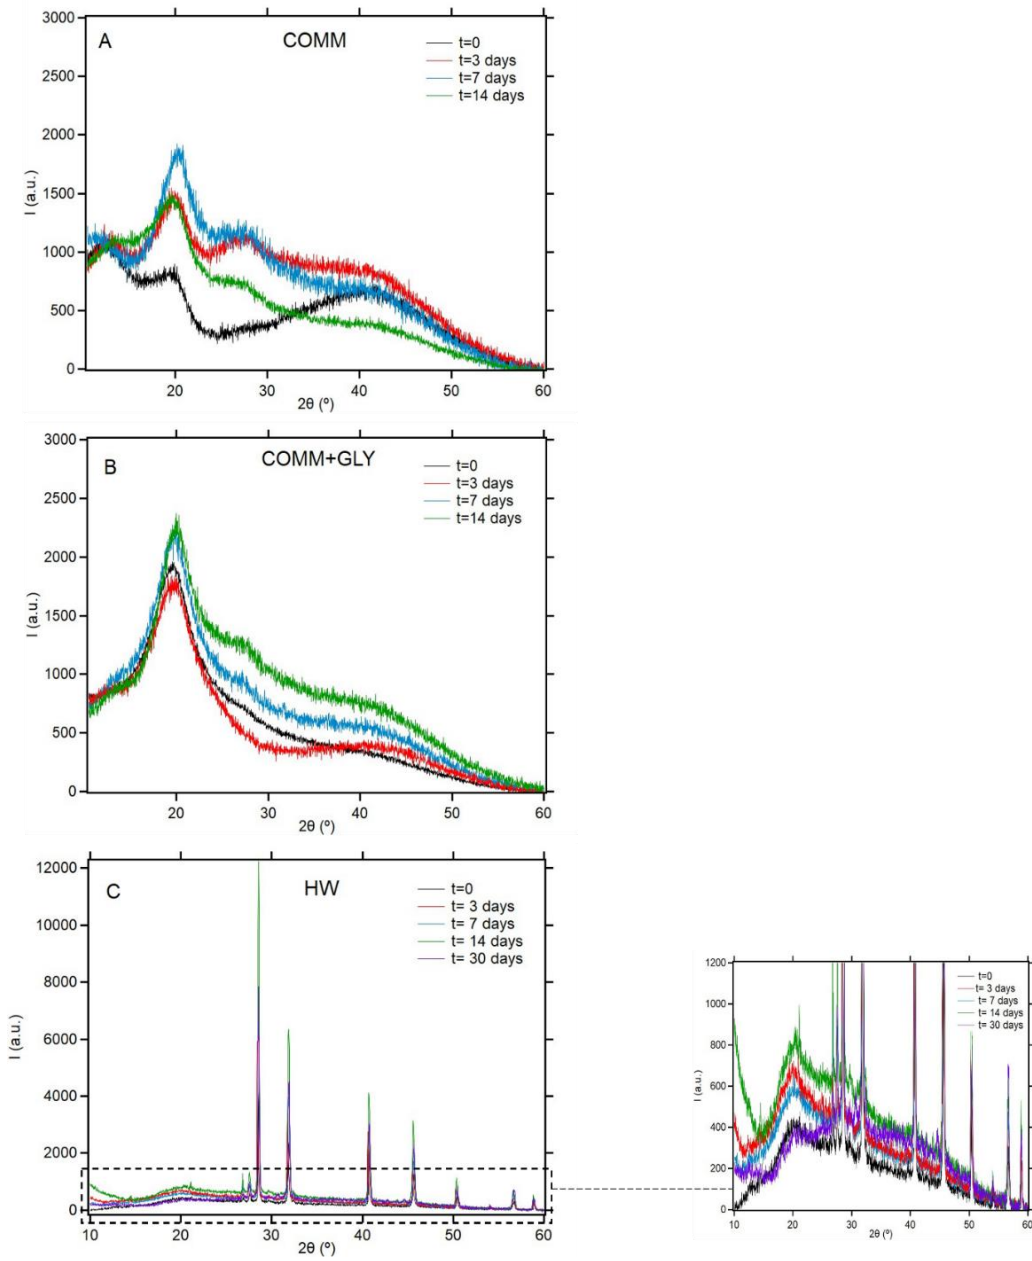 A
COMM
t=0
t=3 days
t=7 days
t=14 days
3000
2500
2000
1500
1000
500
0
I (a.u.)
20
30
40
50
60
2θ (º)
B
COMM+GLY
t=0
t=3 days
t=7 days
t=14 days
3000
2500
2000
1500
1000
500
0
I (a.u.)
20
30
40
50
60
2θ (º)
C
HW
t=0
t= 3 days
t= 7 days
t= 14 days
t= 30 days
12000
10000
8000
6000
4000
2000
0
I (a.u.)
10
20
30
40
50
60
2θ (º)
t=0
t= 3 days
t= 7 days
t= 14 days
t= 30 days
1200
1000
800
600
400
200
0
I (a.u.)
10
20
30
40
50
60
2θ (º)